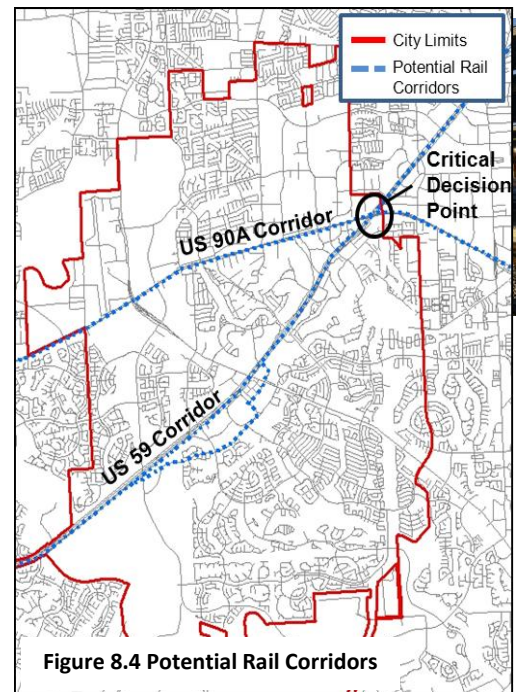 City Limits
Potential Rail
Corridors
Critical
Decision
Point
US 90A Corridor
US 59 Corridor
Figure 8.4 Potential Rail Corridors